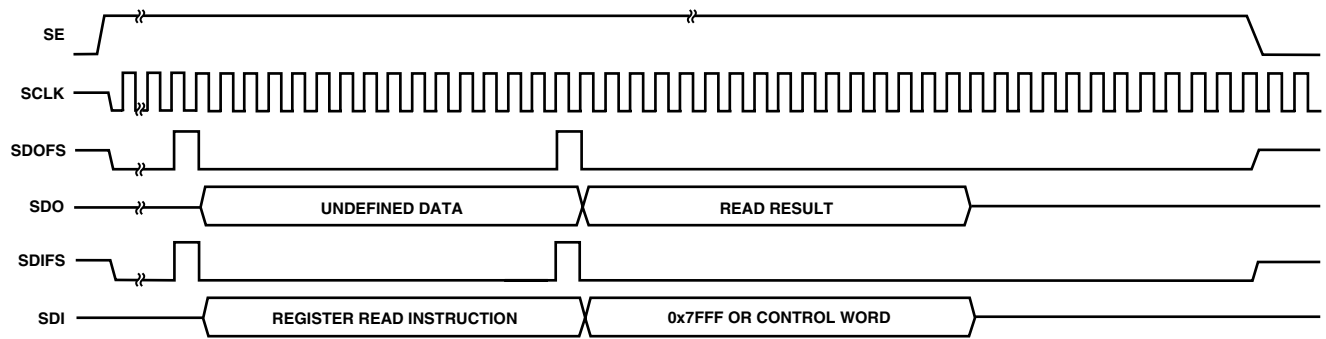 SE
SCLK
SDOFS
SDO
UNDEFINED DATA
READ RESULT
SDIFS
SDI
REGISTER READ INSTRUCTION
0x7FFF OR CONTROL WORD